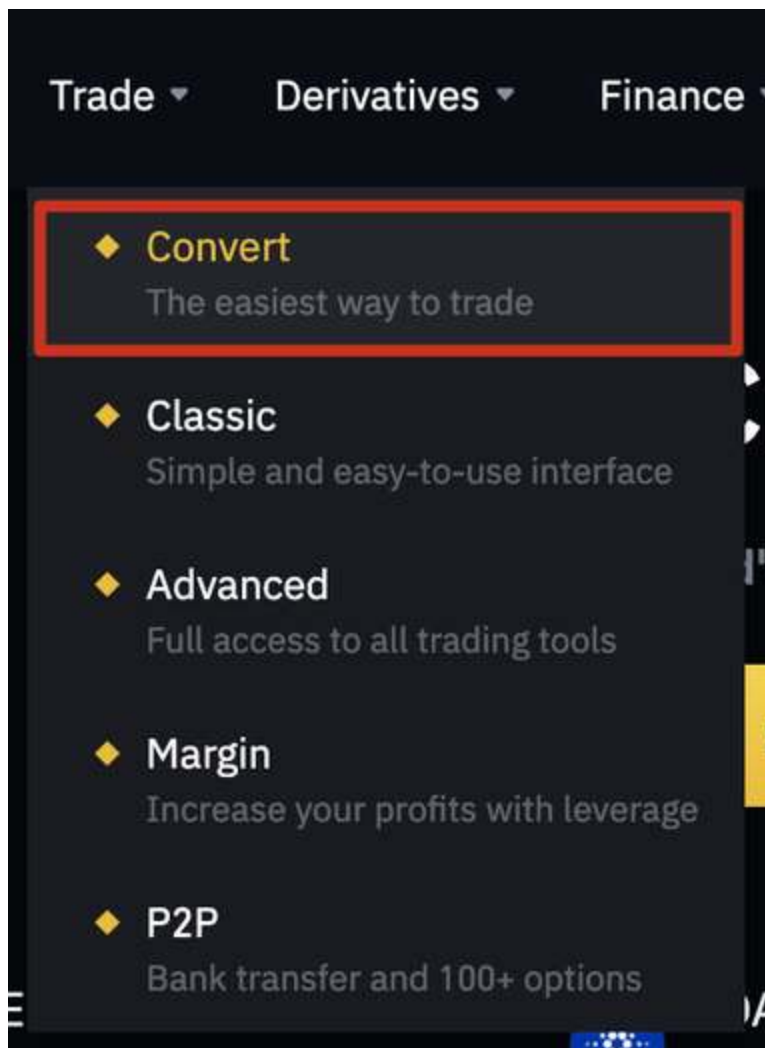 Trade Derivatives Finance
Convert
The easiest way to trade
Classic
Simple and easy-to-use interface
Advanced
Full access to all trading tools
Margin
Increase your profits with leverage
P2P
Bank transfer and 100+ options